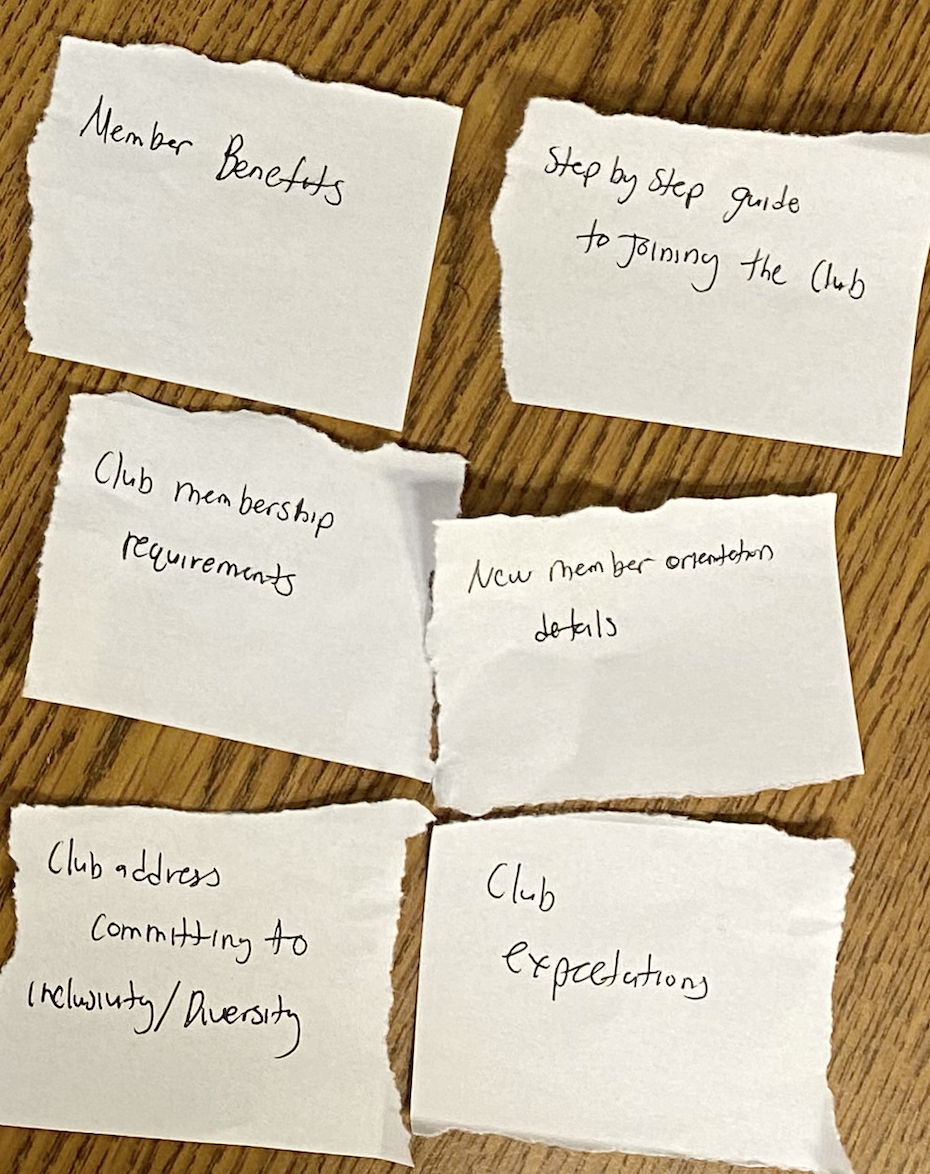 Member Benefits
Step by Step guide
to Joining the Club
Club membership
requirements
New member orientation
details
Club address
Committing to
Inclusivity/Diversity
Club
expectations